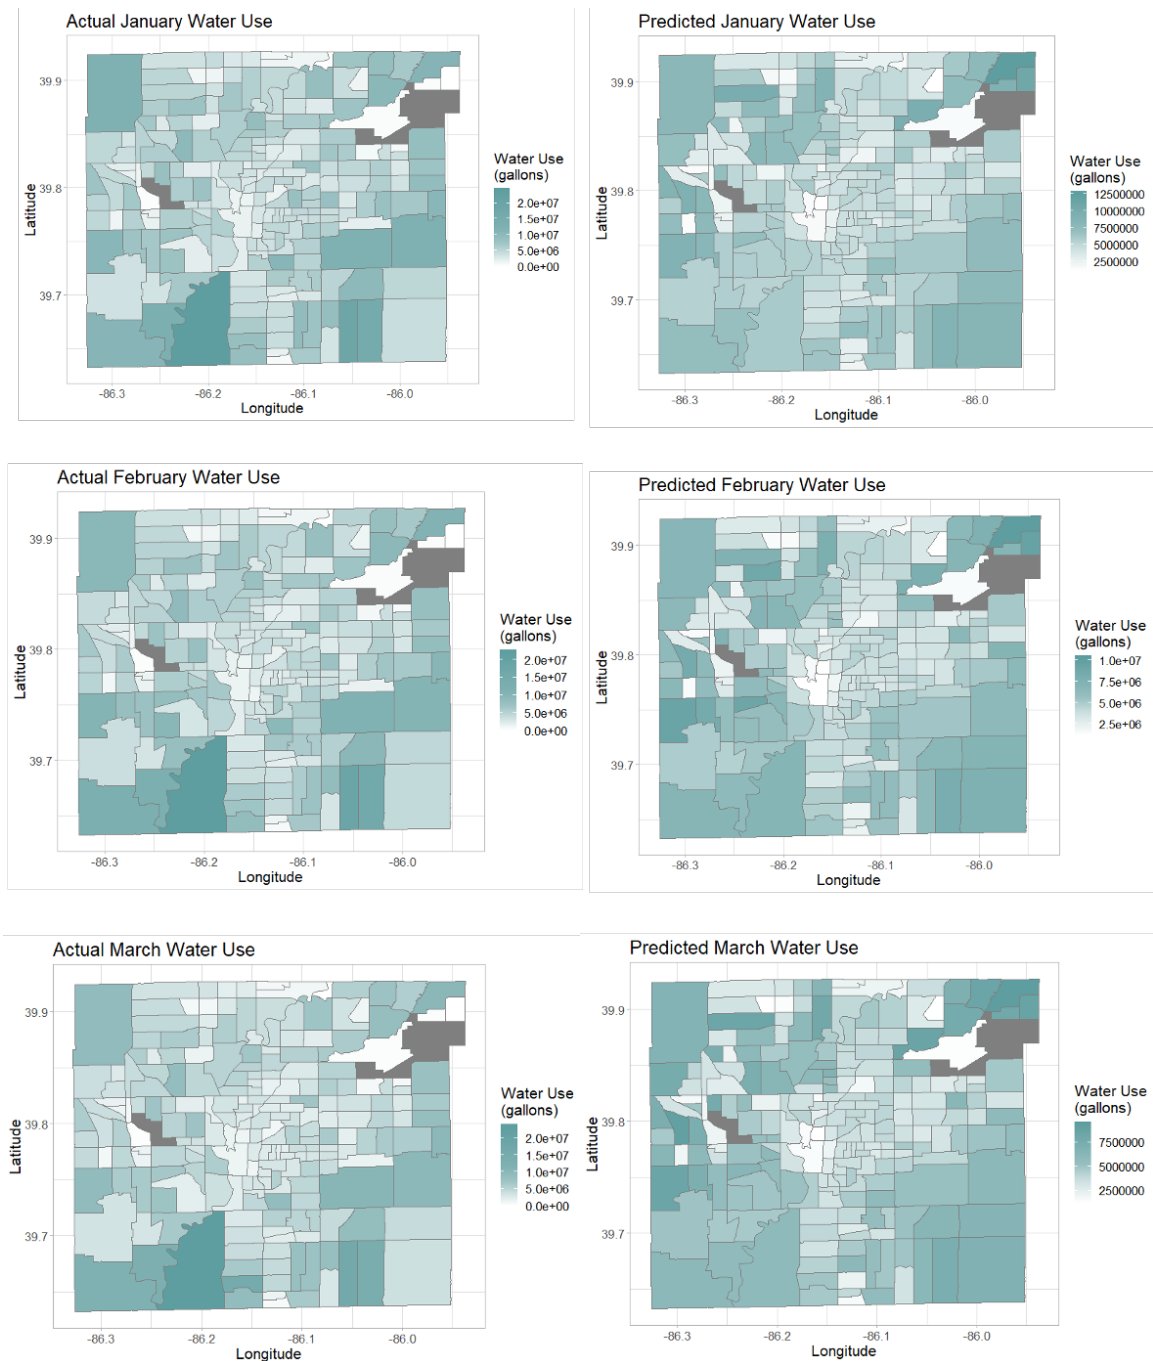 Actual January Water Use
39.9
39.8
39.7
Latitude
-86.3
-86.2
-86.1
-86.0
Longitude
Water Use
(gallons)
2.0e+07
1.5e+07
1.0e+07
5.0e+06
0.0e+00
Predicted January Water Use
39.9
39.8
39.7
Latitude
-86.3
-86.2
-86.1
-86.0
Longitude
Water Use
(gallons)
12500000
10000000
7500000
5000000
2500000
Actual February Water Use
39.9
39.8
39.7
Latitude
-86.3
-86.2
-86.1
-86.0
Longitude
Water Use
(gallons)
2.0e+07
1.5e+07
1.0e+07
5.0e+06
0.0e+00
Predicted February Water Use
39.9
39.8
39.7
Latitude
-86.3
-86.2
-86.1
-86.0
Longitude
Water Use
(gallons)
1.0e+07
7.5e+06
5.0e+06
2.5e+06
Actual March Water Use
39.9
39.8
39.7
Latitude
-86.3
-86.2
-86.1
-86.0
Longitude
Water Use
(gallons)
2.0e+07
1.5e+07
1.0e+07
5.0e+06
0.0e+00
Predicted March Water Use
39.9
39.8
39.7
Latitude
-86.3
-86.2
-86.1
-86.0
Longitude
Water Use
(gallons)
7500000
5000000
2500000